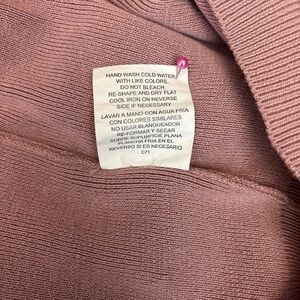 HAND WASH COLD WATER
WITH LIKE COLORS.
DO NOT BLEACH
RE-SHAPE AND DRY FLAT
COOL IRON ON REVERSE
SIDE IF NECESSARY
LAVAR A MANO CON AGUA FRIA
CON COLORES SIMILARES
NO USAR BLANQUEADOR
RE-FORMAR Y SECAR
SOBRE SUPURFICIE PLANA
PLANCHA FRIA EN EL
REVERSO SI ES NECESARIO
C71